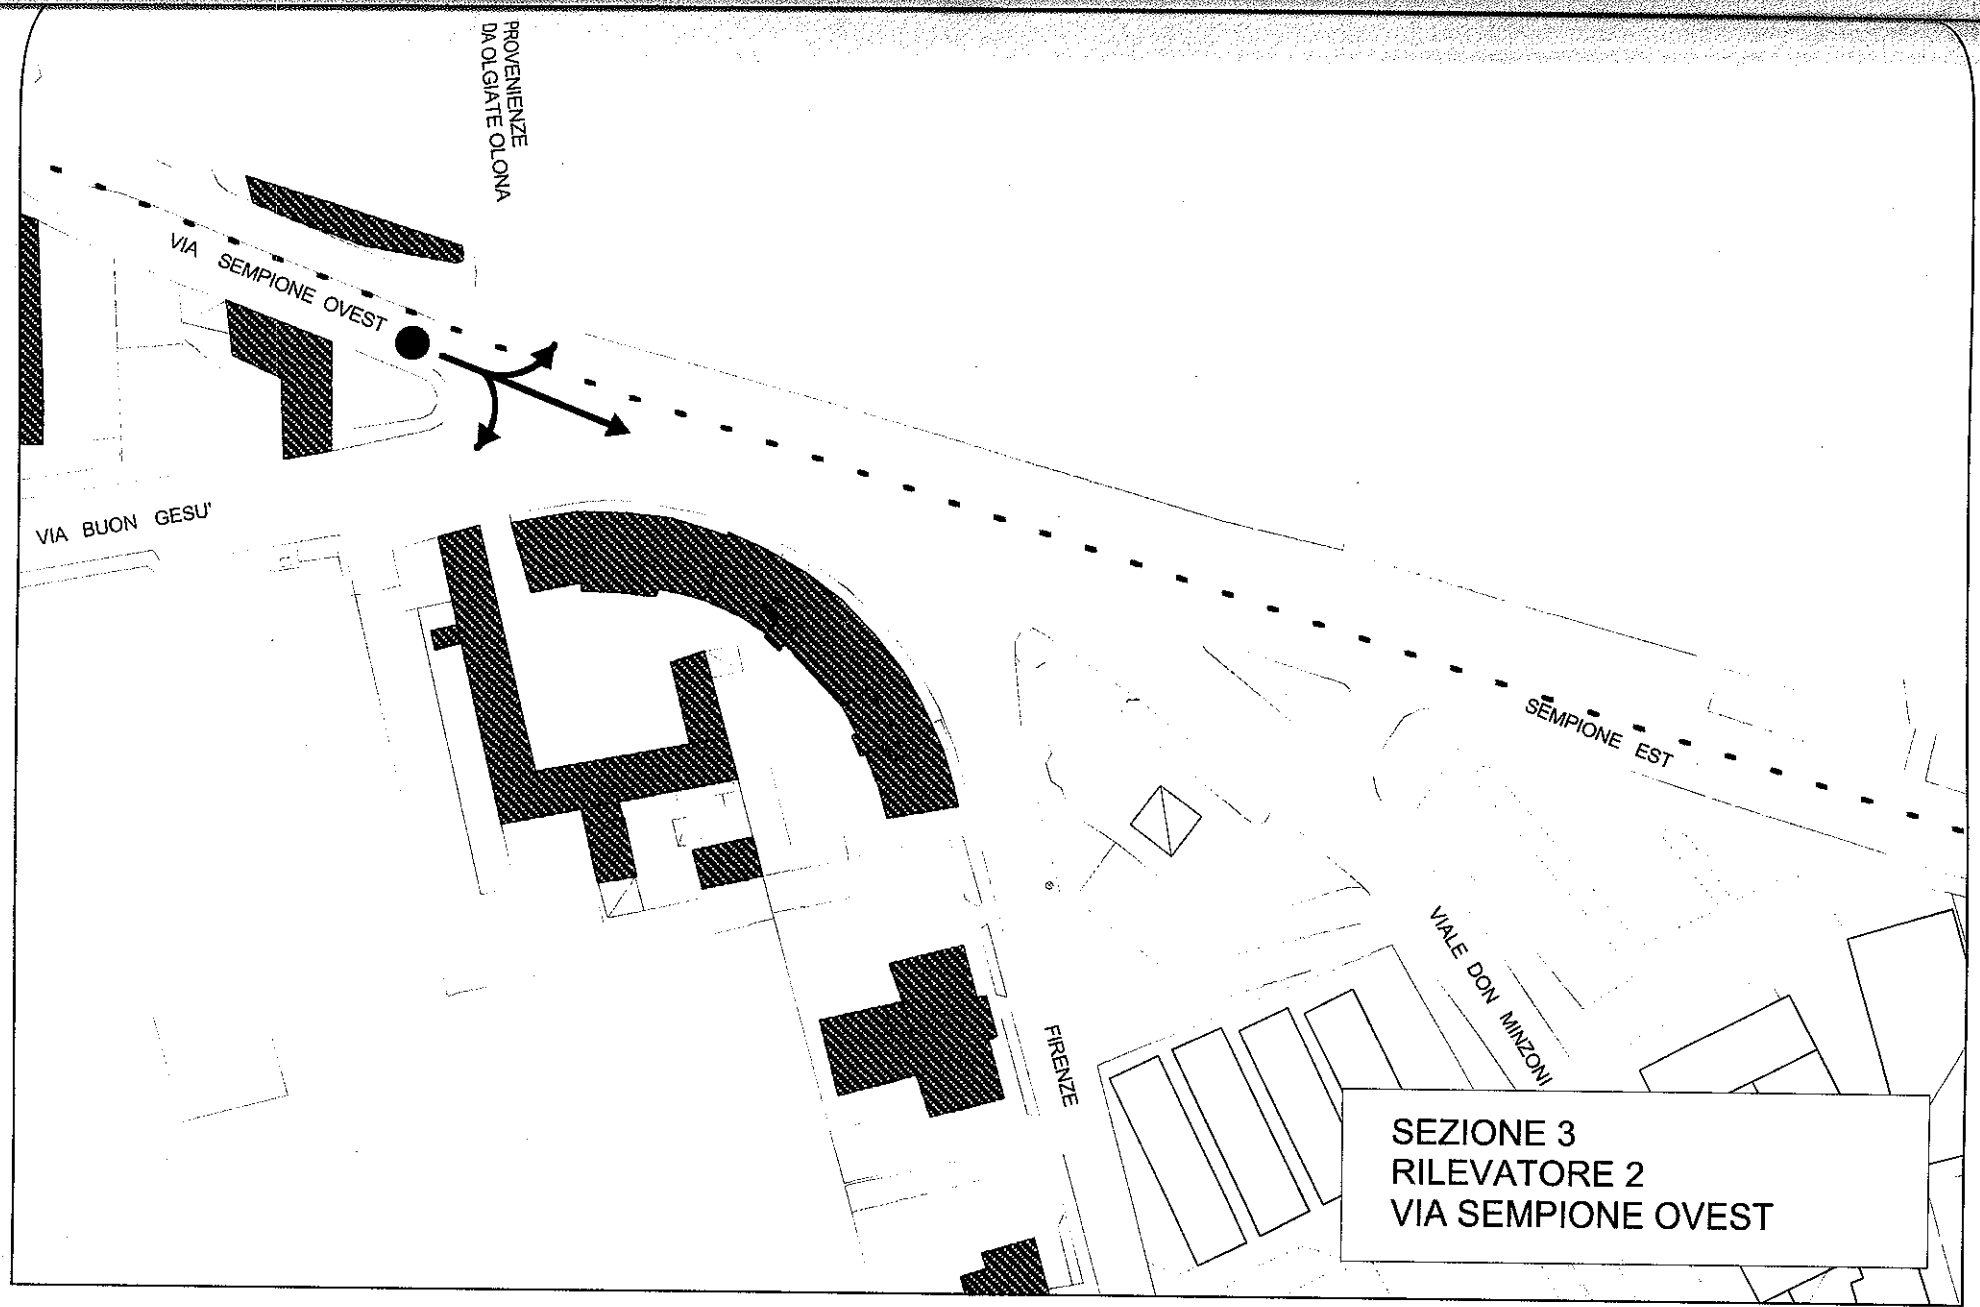 PROVENIENZE
DA OLGIATE OLONA
VIA SEMPIONE OVEST
VIA BUON GESU'
SEMPIONE EST
VIALE DON MINZONI
FIRENZE
SEZIONE 3
RILEVATORE 2
VIA SEMPIONE OVEST